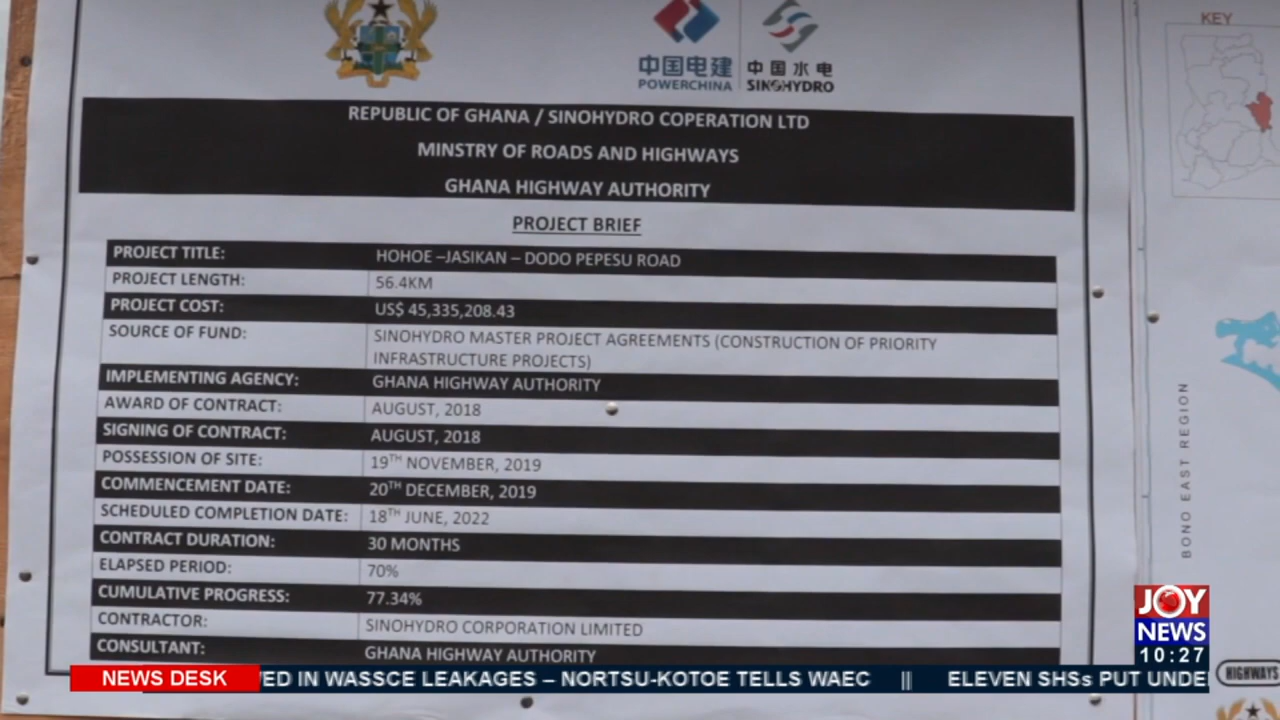 KEY
中国电建 中国水电
POWERCHINA SINOHYDRO
REPUBLIC OF GHANA / SINOHYDRO COPERATION LTD
MINSTRY OF ROADS AND HIGHWAYS
GHANA HIGHWAY AUTHORITY
PROJECT BRIEF
PROJECT TITLE: HOHOE –JASIKAN – DODO PEPESU ROAD
PROJECT LENGTH: 56.4KM
PROJECT COST: US$ 45,335,208.43
SOURCE OF FUND: SINOHYDRO MASTER PROJECT AGREEMENTS (CONSTRUCTION OF PRIORITY
INFRASTRUCTURE PROJECTS)
IMPLEMENTING AGENCY: GHANA HIGHWAY AUTHORITY
AWARD OF CONTRACT: AUGUST, 2018
SIGNING OF CONTRACT: AUGUST, 2018
POSSESSION OF SITE: 19TH NOVEMBER, 2019
COMMENCEMENT DATE: 20TH DECEMBER, 2019
SCHEDULED COMPLETION DATE: 18TH JUNE, 2022
CONTRACT DURATION: 30 MONTHS
ELAPSED PERIOD: 70%
CUMULATIVE PROGRESS: 77.34%
CONTRACTOR: SINOHYDRO CORPORATION LIMITED
CONSULTANT: GHANA HIGHWAY AUTHORITY
BONO EAST REGION
JOY
NEWS
10:27
HIGHWAYS
NEWS DESK ED IN WASSCE LEAKAGES – NORTSU-KOTOE TELLS WAEC || ELEVEN SHSs PUT UNDE